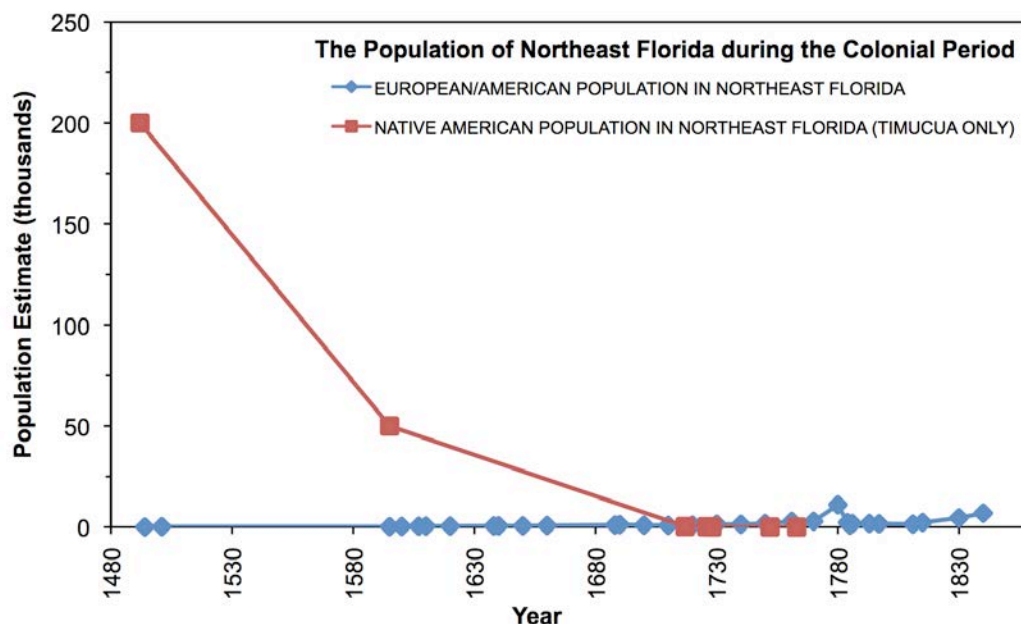 The Population of Northeast Florida during the Colonial Period
EUROPEAN/AMERICAN POPULATION IN NORTHEAST FLORIDA
NATIVE AMERICAN POPULATION IN NORTHEAST FLORIDA (TIMUCUA ONLY)
Population Estimate (thousands)
250
200
150
100
50
0
1480
1530
1580
1630
1680
1730
1780
1830
Year